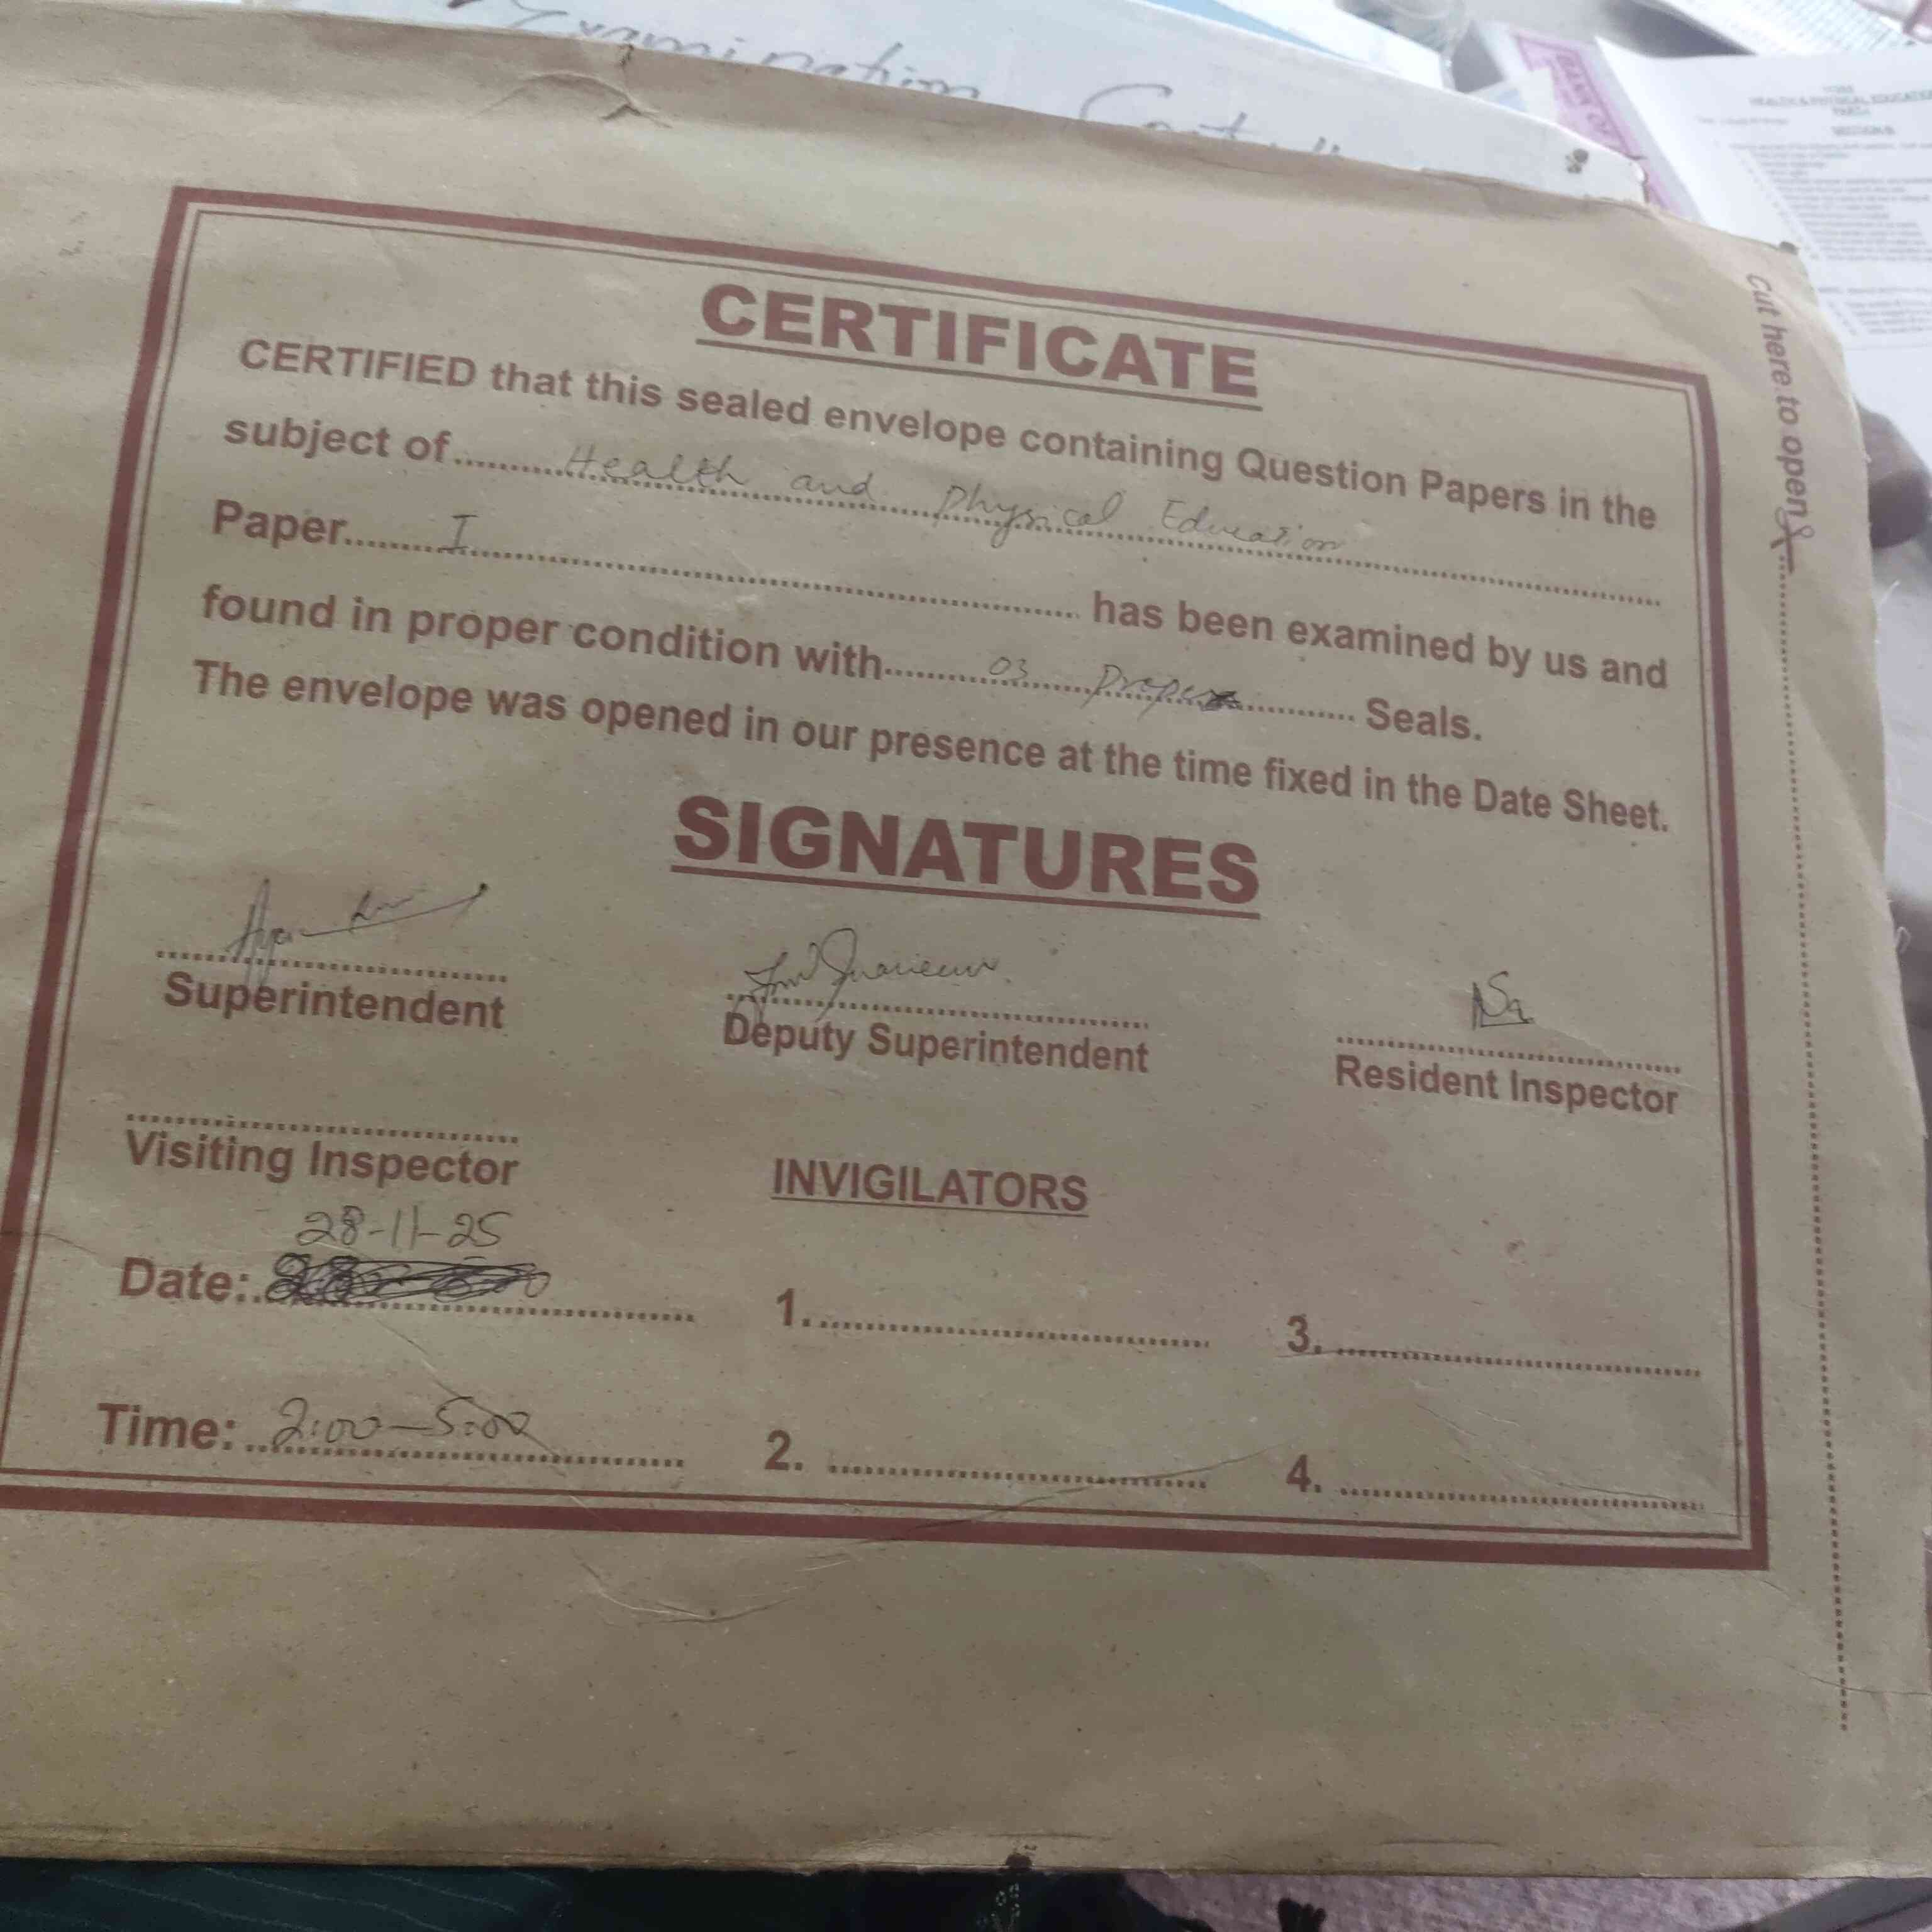 Examination
HEALTH & PHYSICAL EDUCATION
Cut here to open
CERTIFICATE
CERTIFIED that this sealed envelope containing Question Papers in the
subject of Health and Physical Education
Paper I has been examined by us and
found in proper condition with 03 proper Seals.
The envelope was opened in our presence at the time fixed in the Date Sheet.
SIGNATURES
Superintendent
Deputy Superintendent
Resident Inspector
Visiting Inspector
INVIGILATORS
28-11-25
Date:
1.
3.
Time: 2:00-5:00
2.
4.